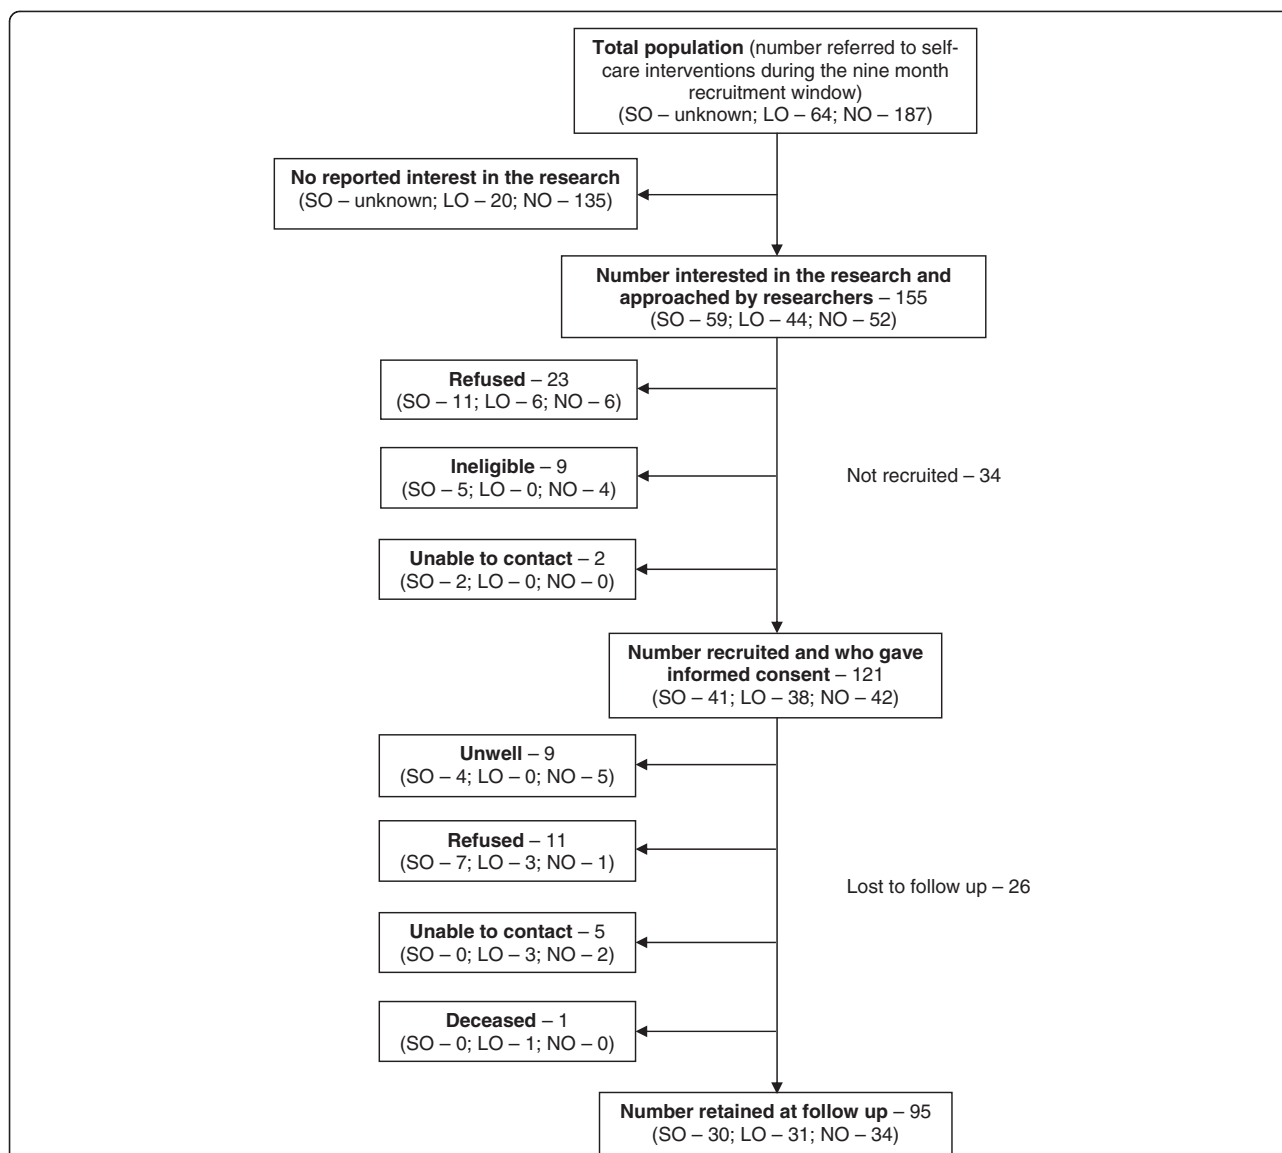 Total population (number referred to self-
care interventions during the nine month
recruitment window)
(SO – unknown; LO – 64; NO – 187)
No reported interest in the research
(SO – unknown; LO – 20; NO – 135)
Number interested in the research and
approached by researchers – 155
(SO – 59; LO – 44; NO – 52)
Refused – 23
(SO – 11; LO – 6; NO – 6)
Ineligible – 9
(SO – 5; LO – 0; NO – 4)
Not recruited – 34
Unable to contact – 2
(SO – 2; LO – 0; NO – 0)
Number recruited and who gave
informed consent – 121
(SO – 41; LO – 38; NO – 42)
Unwell – 9
(SO – 4; LO – 0; NO – 5)
Refused – 11
(SO – 7; LO – 3; NO – 1)
Lost to follow up – 26
Unable to contact – 5
(SO – 0; LO – 3; NO – 2)
Deceased – 1
(SO – 0; LO – 1; NO – 0)
Number retained at follow up – 95
(SO – 30; LO – 31; NO – 34)